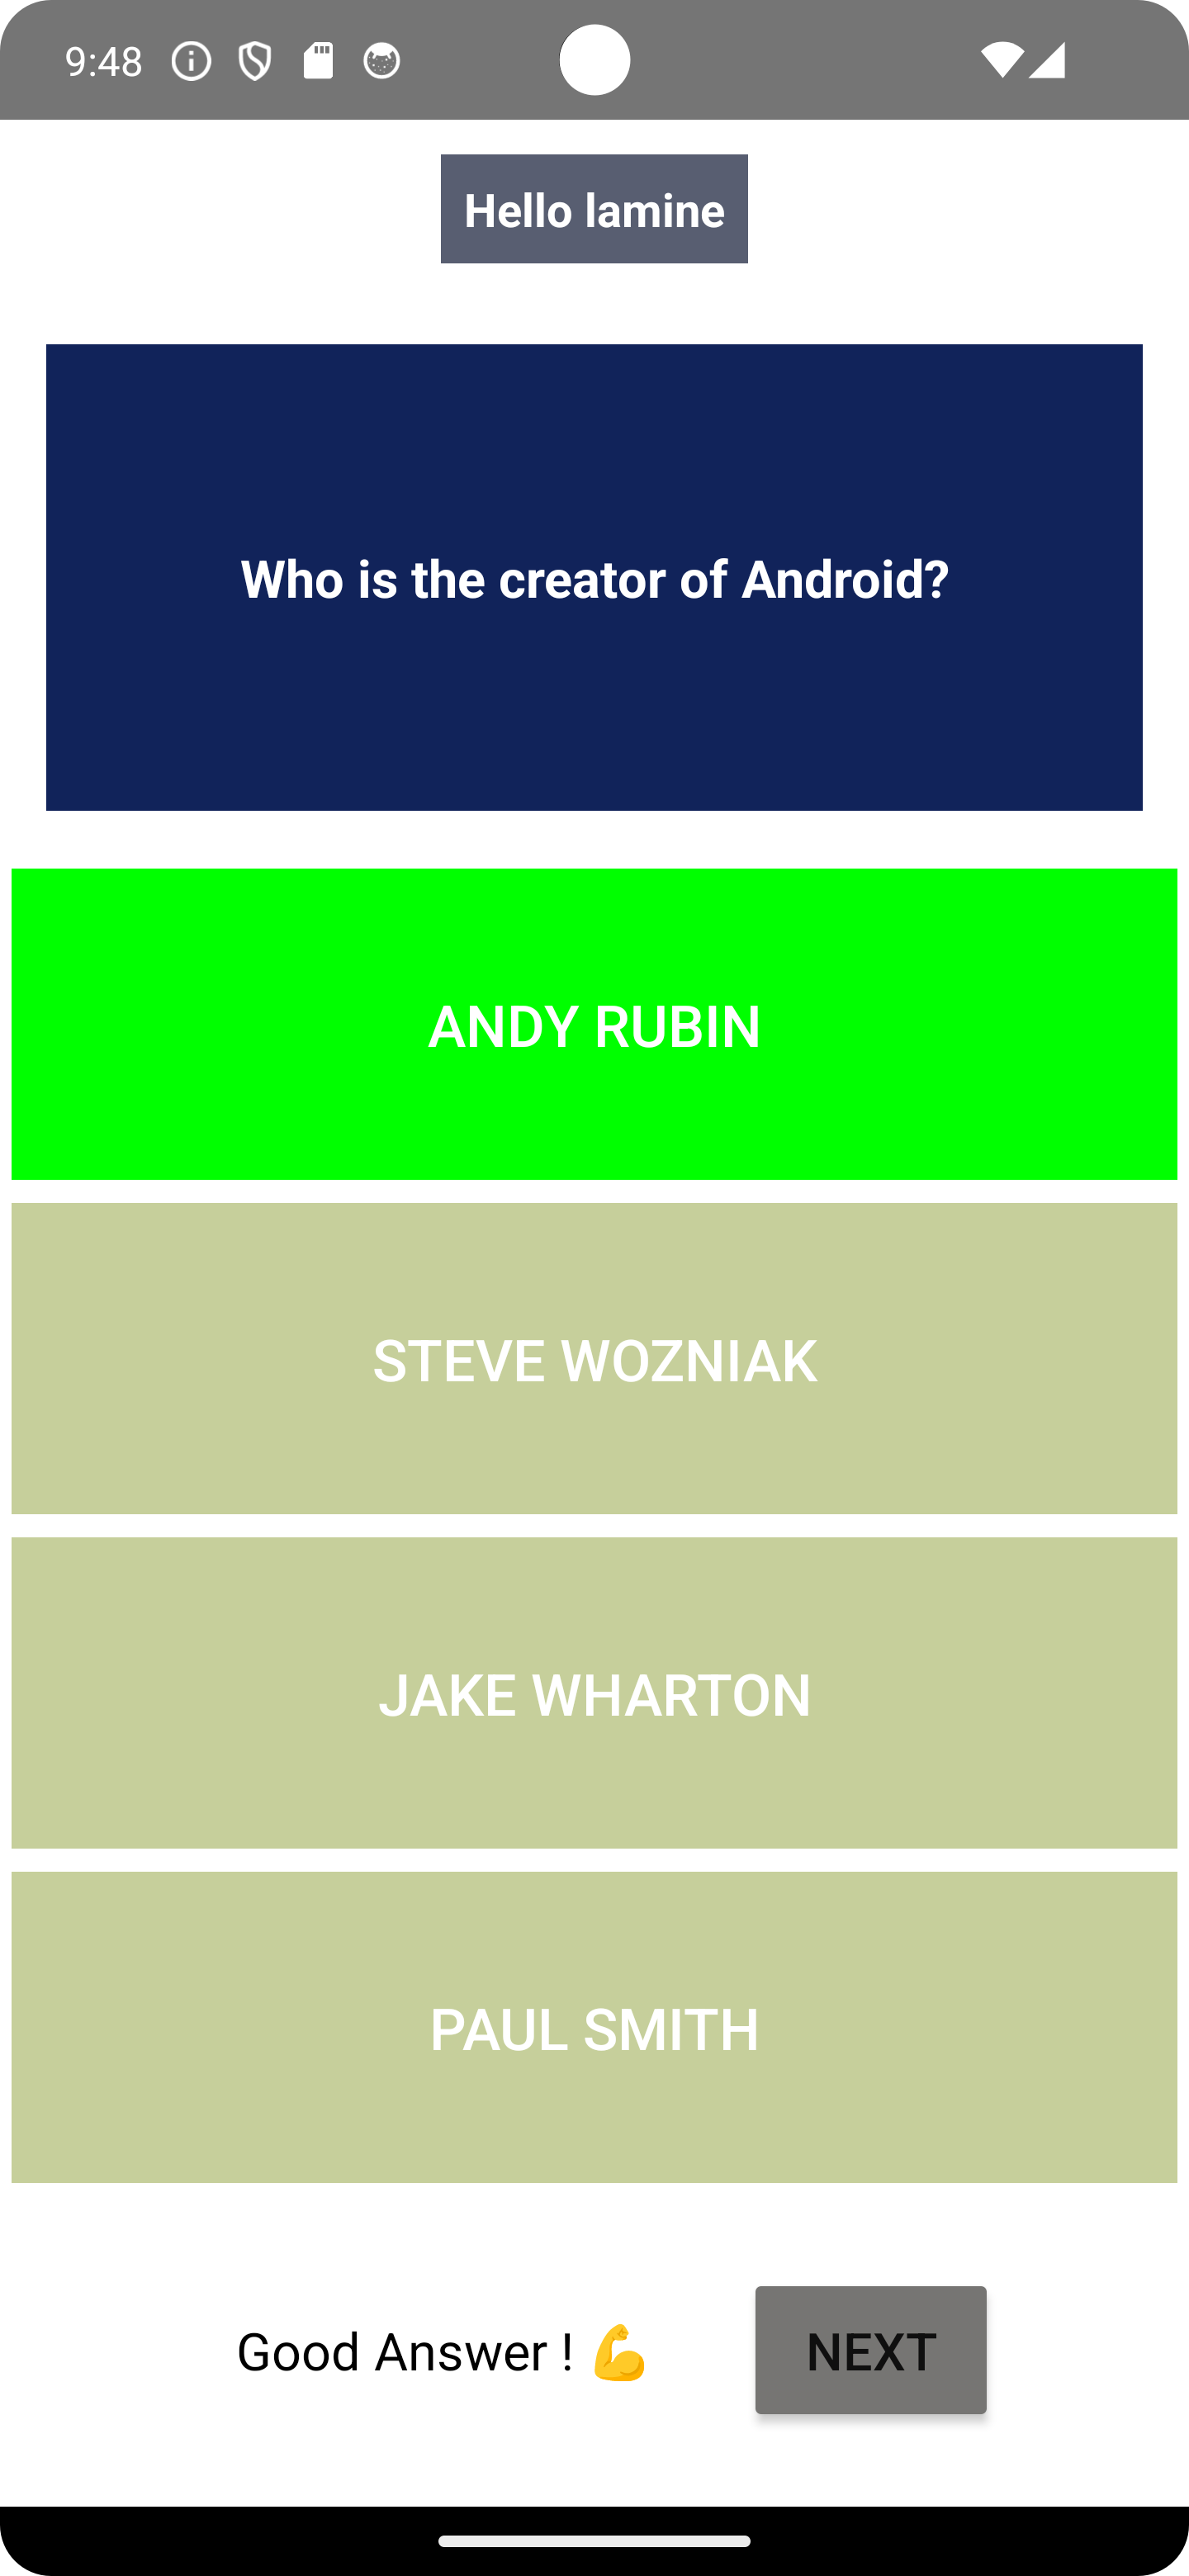 9:48
Hello lamine
Who is the creator of Android?
ANDY RUBIN
STEVE WOZNIAK
JAKE WHARTON
PAUL SMITH
Good Answer ! 💪
NEXT